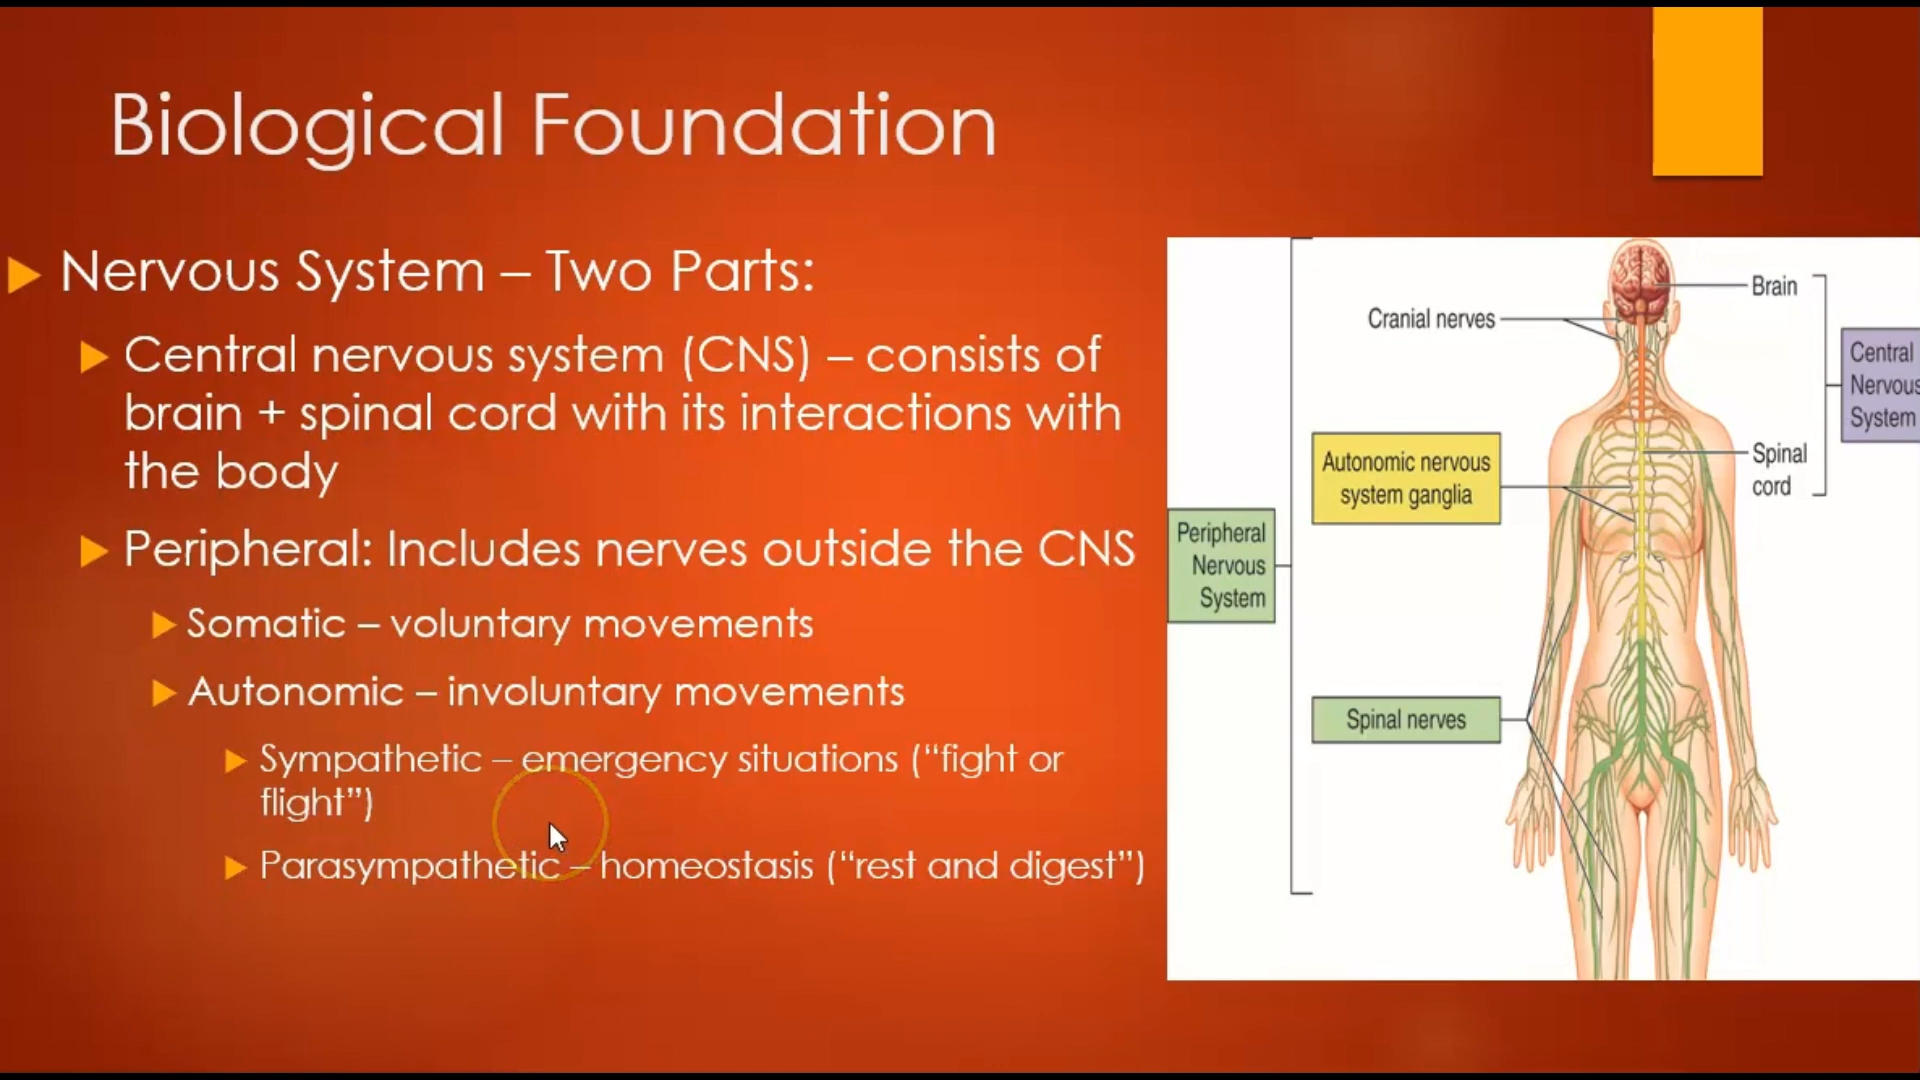 Biological Foundation
Nervous System – Two Parts:
Central nervous system (CNS) – consists of
brain + spinal cord with its interactions with
the body
Peripheral: Includes nerves outside the CNS
Somatic – voluntary movements
Autonomic – involuntary movements
Sympathetic – emergency situations (“fight or
flight”)
Parasympathetic – homeostasis (“rest and digest”)
Brain
Cranial nerves
Central
Nervous
System
Autonomic nervous
system ganglia
Spinal
cord
Peripheral
Nervous
System
Spinal nerves